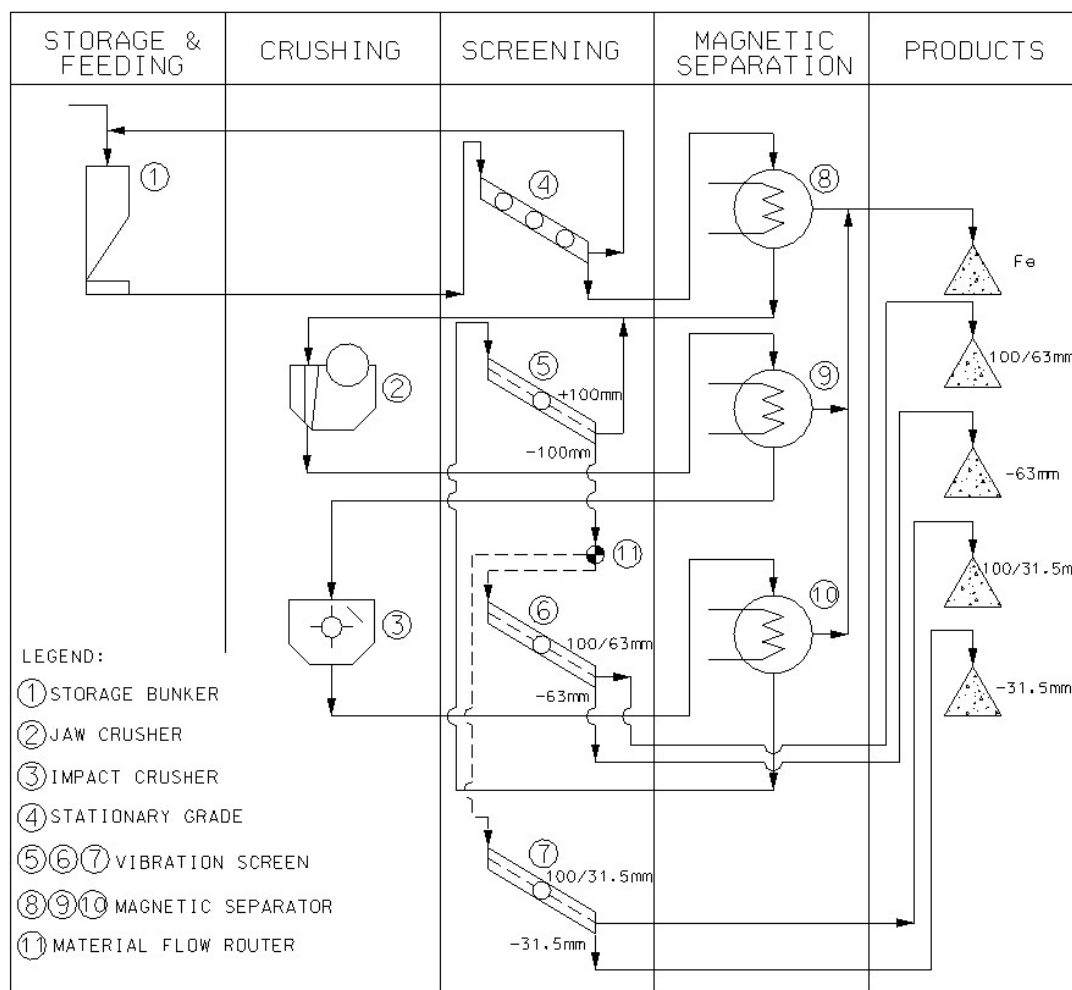 STORAGE &
FEEDING
CRUSHING
SCREENING
MAGNETIC
SEPARATION
PRODUCTS
1
4
8
Fe
5
+100mm
-100mm
2
9
100/63mm
-63mm
11
6
100/63mm
-63mm
3
10
100/31.5m
-31.5mm
7
100/31.5mm
-31.5mm
LEGEND:
1 STORAGE BUNKER
2 JAW CRUSHER
3 IMPACT CRUSHER
4 STATIONARY GRADE
5 6 7 VIBRATION SCREEN
8 9 10 MAGNETIC SEPARATOR
11 MATERIAL FLOW ROUTER